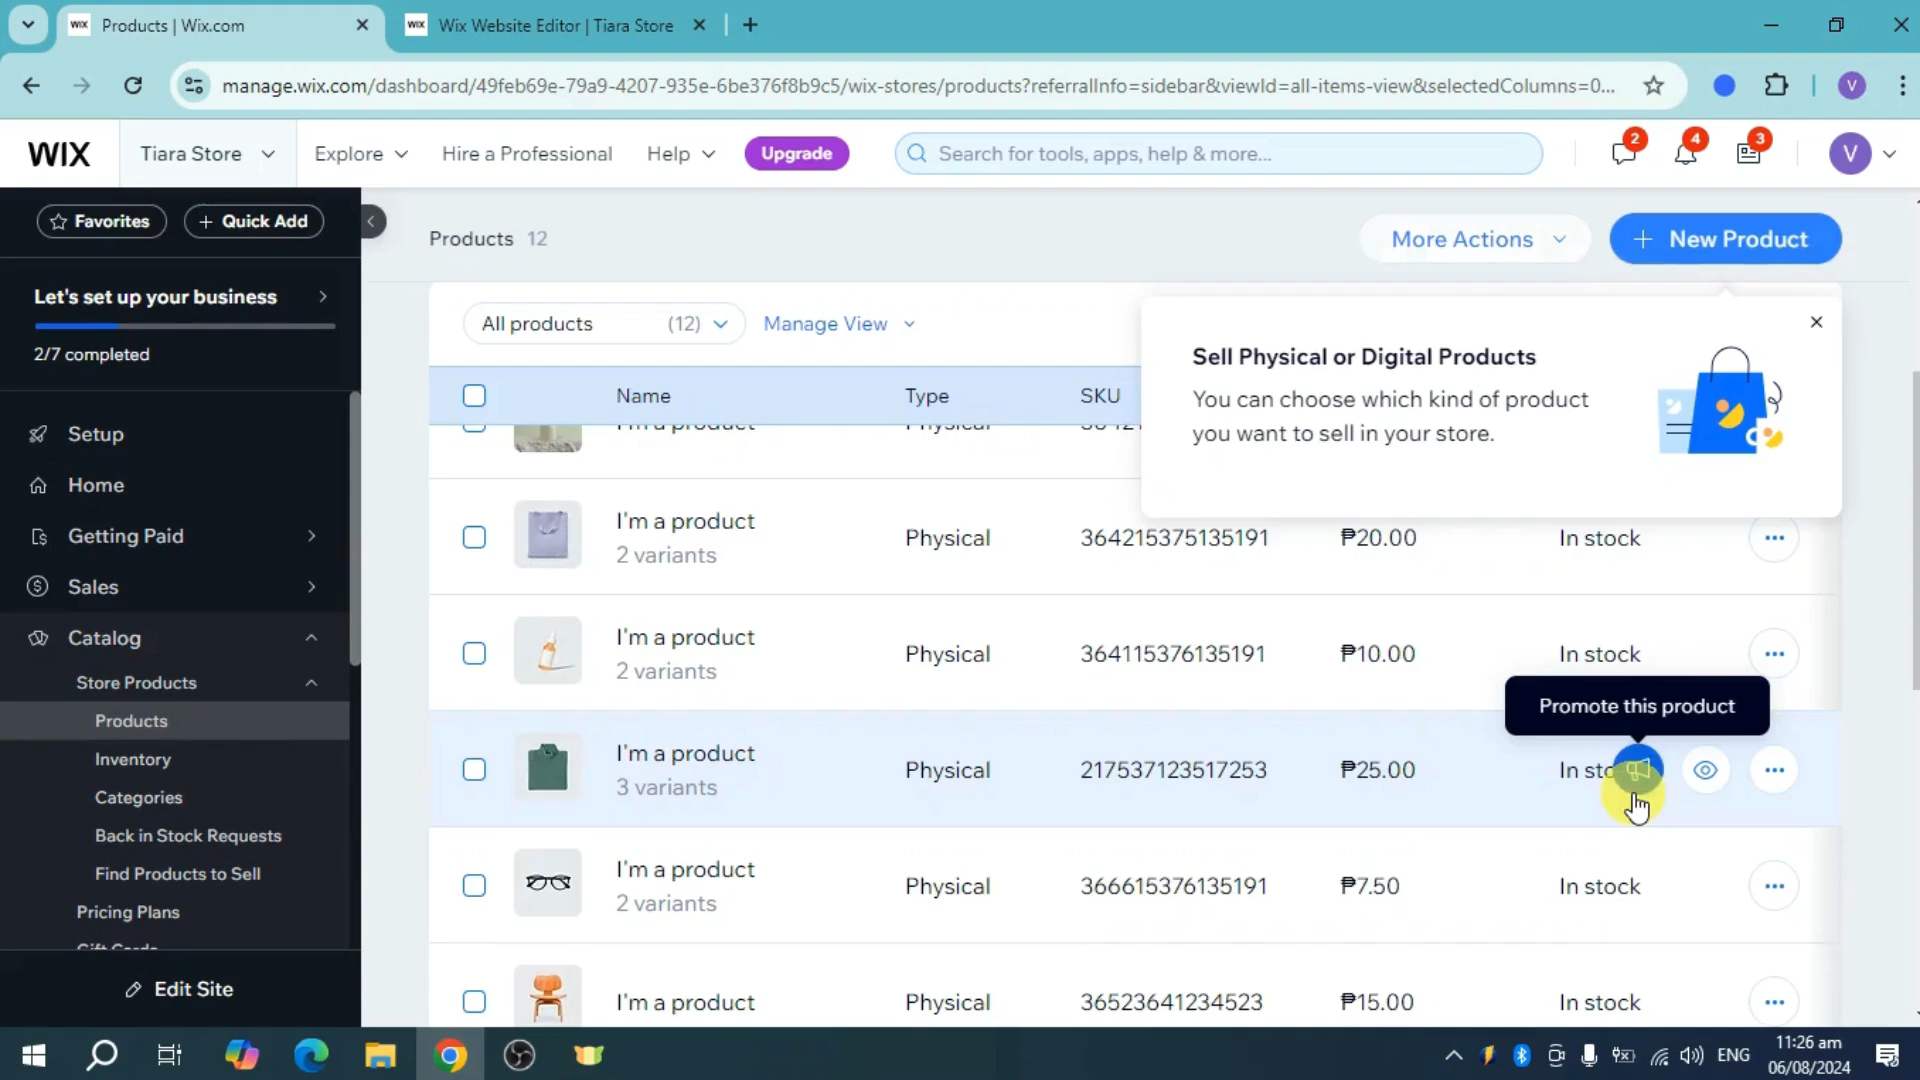 Products | Wix.com
Wix Website Editor | Tiara Store
manage.wix.com/dashboard/49feb69e-79a9-4207-935e-6be376f8b9c5/wix-stores/products?referralInfo=sidebar&viewId=all-items-view&selectedColumns=0...
V
WIX
Tiara Store
Explore
Hire a Professional
Help
Upgrade
Search for tools, apps, help & more...
2
4
3
V
Favorites
+ Quick Add
Products 12
More Actions
+ New Product
Let's set up your business
2/7 completed
All products (12)
Manage View
Sell Physical or Digital Products
You can choose which kind of product
you want to sell in your store.
Name
Type
SKU
I'm a product
Physical
Setup
Home
Getting Paid
Sales
Catalog
Store Products
Products
Inventory
Categories
Back in Stock Requests
Find Products to Sell
Pricing Plans
Gift Cards
Edit Site
I'm a product
2 variants
Physical
364215375135191
₱20.00
In stock
I'm a product
2 variants
Physical
364115376135191
₱10.00
In stock
Promote this product
I'm a product
3 variants
Physical
217537123517253
₱25.00
In sto
I'm a product
2 variants
Physical
366615376135191
₱7.50
In stock
I'm a product
Physical
36523641234523
₱15.00
In stock
ENG
11:26 am
06/08/2024